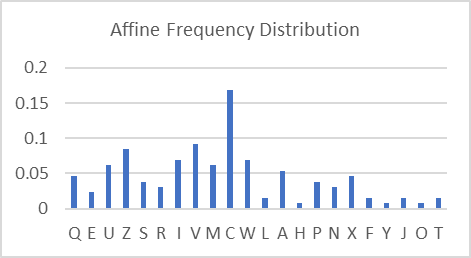 Affine Frequency Distribution
0.2
0.15
0.1
0.05
0
Q E U Z S R I V M C W L A H P N X F Y J O T